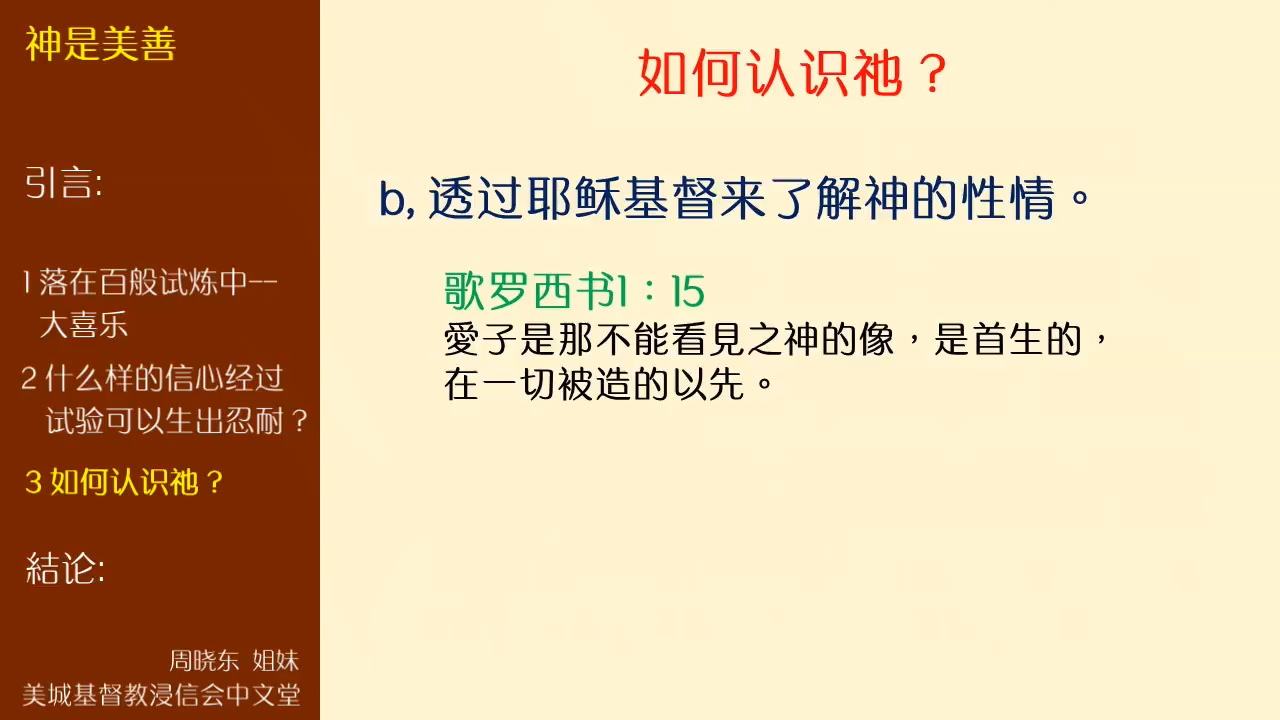 神是美善
引言:
1 落在百般试炼中--
大喜乐
2 什么样的信心经过
试验可以生出忍耐？
3 如何认识祂？
結论:
周晓东 姐妹
美城基督教浸信会中文堂
如何认识祂？
b, 透过耶稣基督来了解神的性情。
歌罗西书1：15
愛子是那不能看見之神的像，是首生的，
在一切被造的以先。